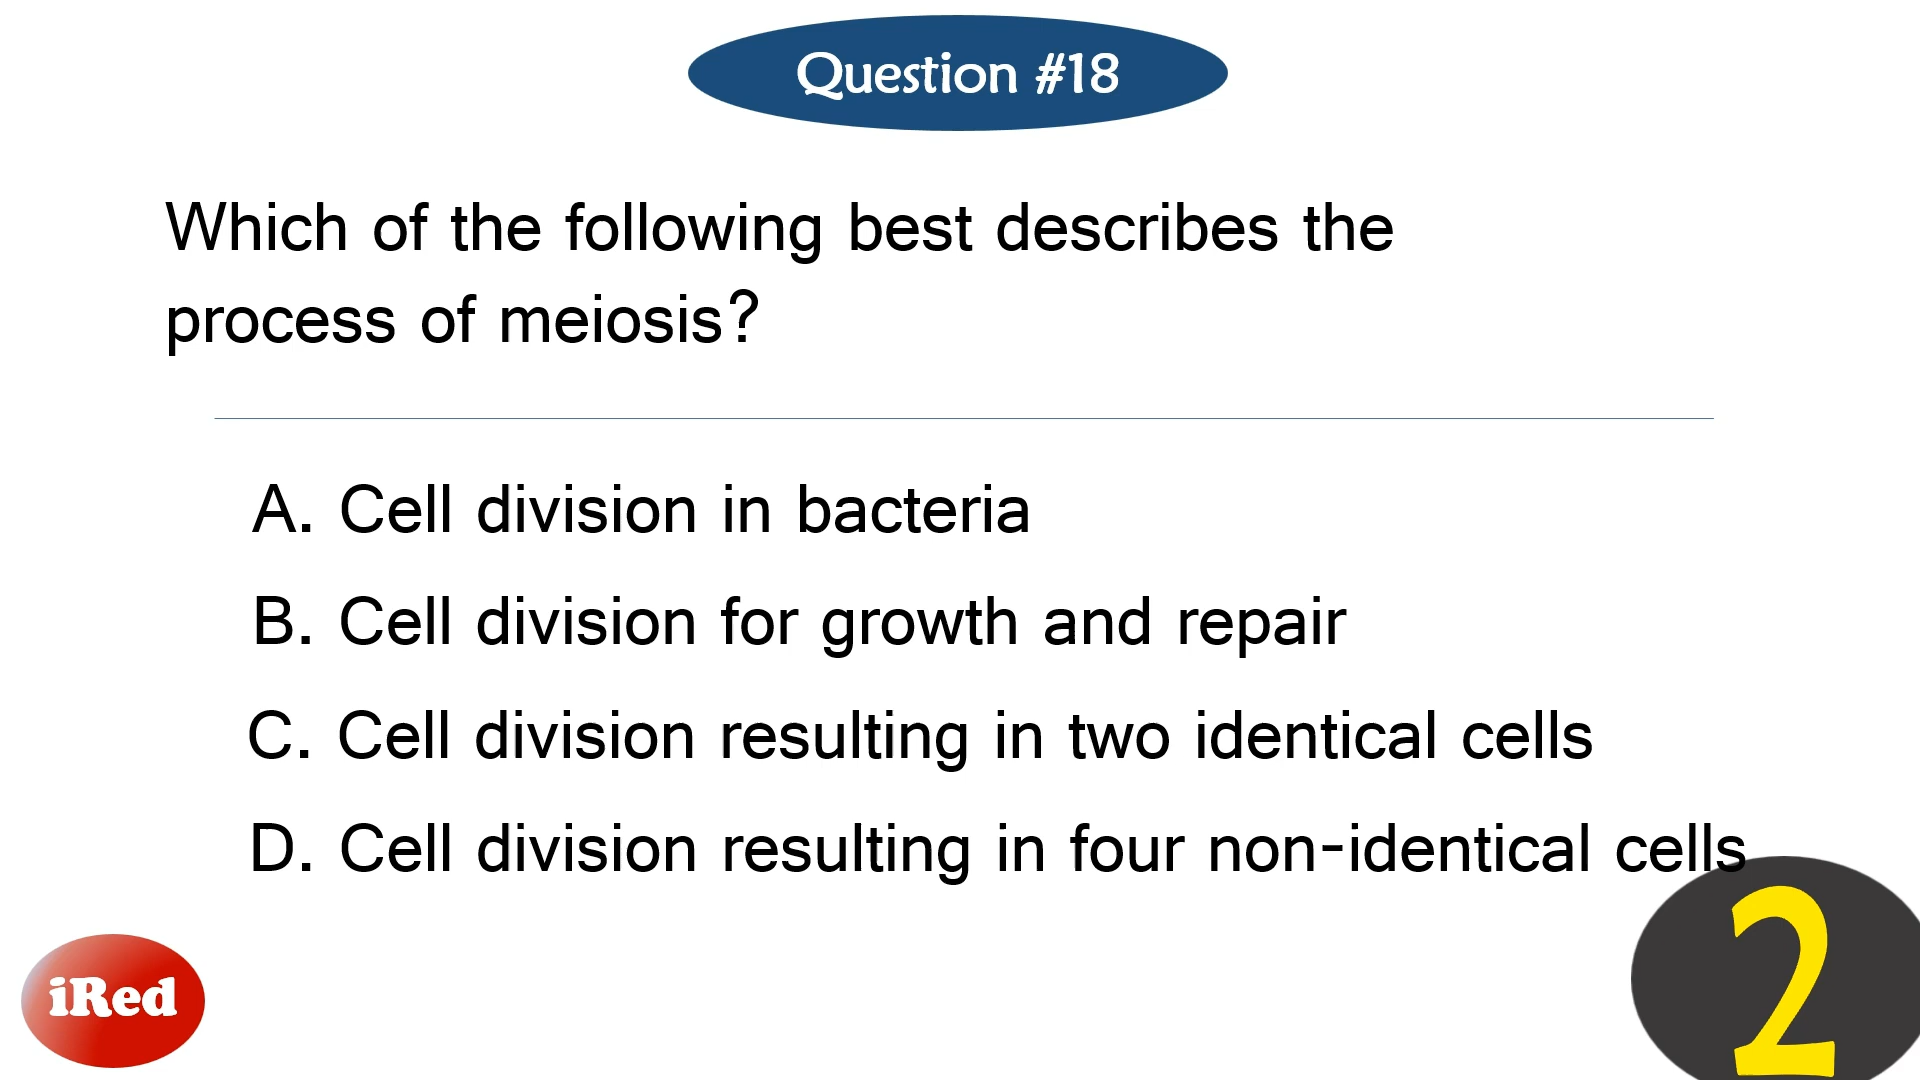 Question #18
Which of the following best describes the
process of meiosis?
A. Cell division in bacteria
B. Cell division for growth and repair
C. Cell division resulting in two identical cells
D. Cell division resulting in four non-identical cells
iRed
2